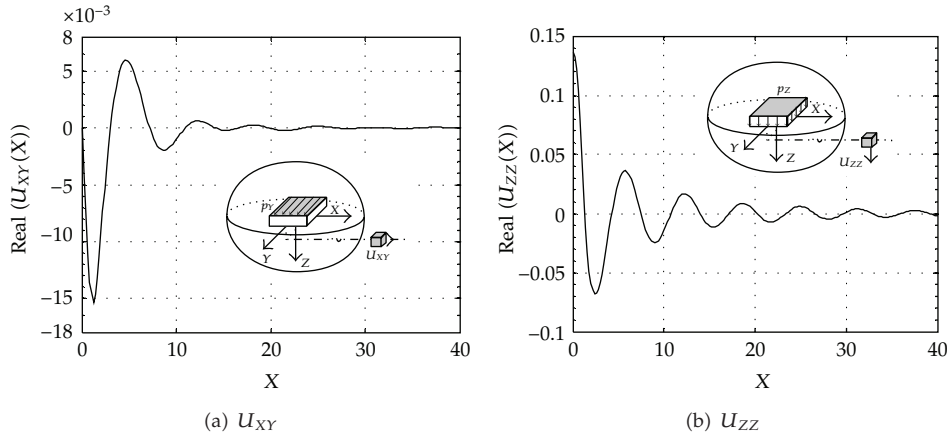 ×10⁻³
8
5
0
−5
−10
−15
−18
Real (U_XY(X))
0 10 20 30 40
X
p_Y
X
Y
Z
U_XY
(a) U_XY
0.15
0.1
0.05
0
−0.05
−0.1
Real (U_ZZ(X))
0 10 20 30 40
X
p_Z
X
Y
Z
U_ZZ
(b) U_ZZ